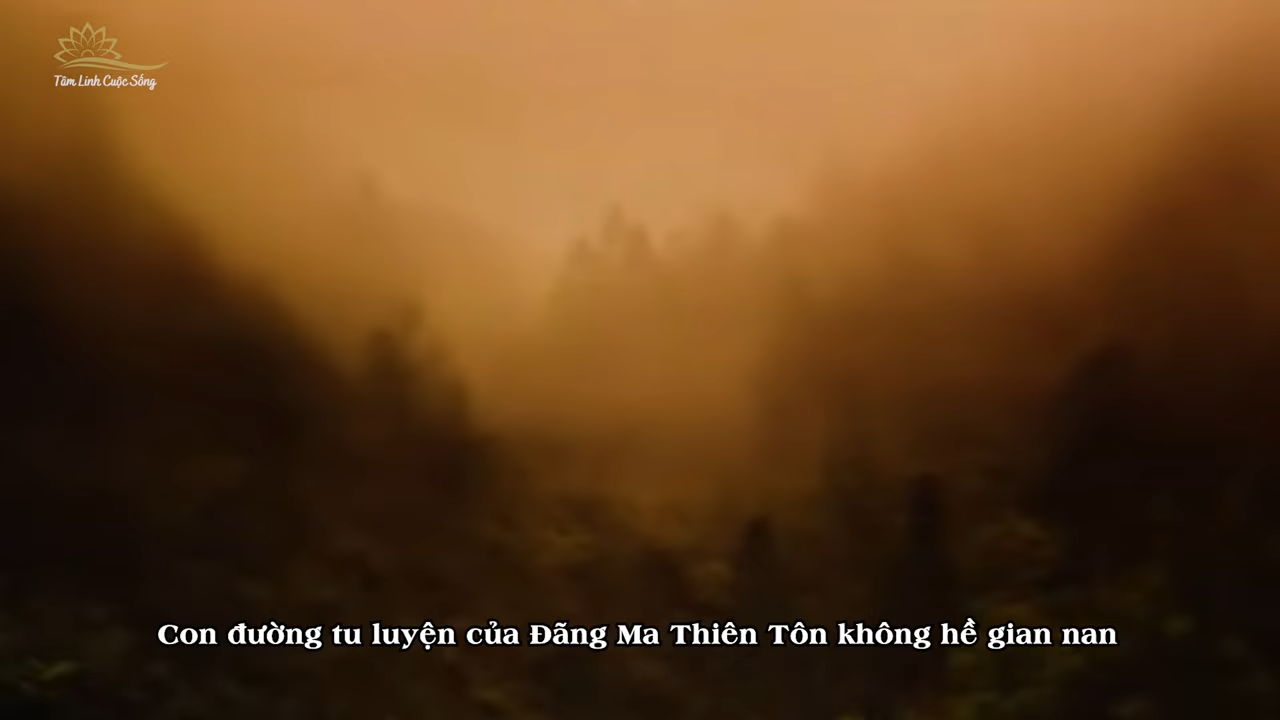 Tâm Linh Cuộc Sống
Con đường tu luyện của Đãng Ma Thiên Tôn không hề gian nan